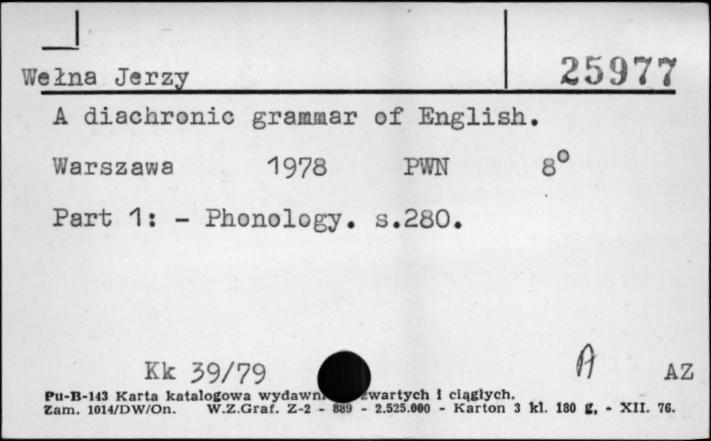 Wełna Jerzy 25977
A diachronic grammar of English.
Warszawa 1978 PWN 8°
Part 1: - Phonology. s.280.
Kk 39/79 A AZ
Pu-B-143 Karta katalogowa wartych i ciągłych.
Zam. 1014/DW/On. W.Z.Graf. Z-2 - 889 - 2.525.000 - Karton 3 kl. 180 g, - XII. 76.